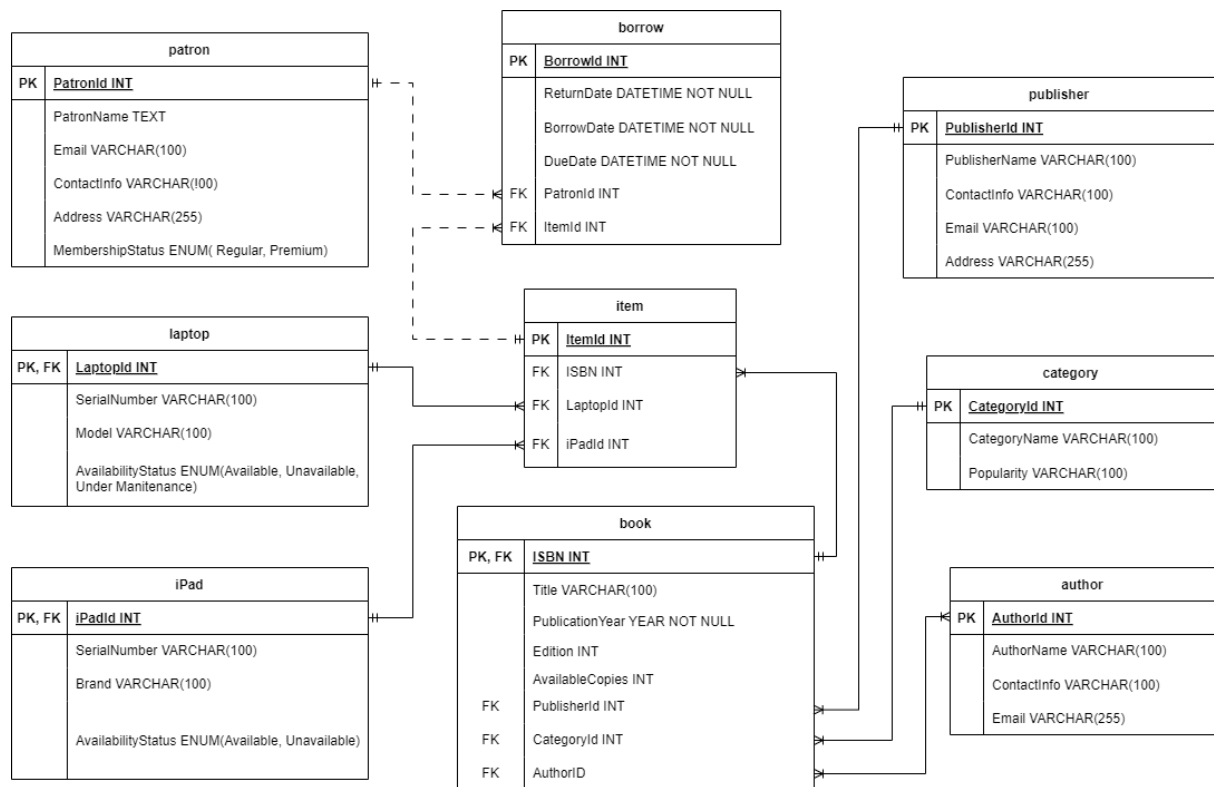 patron
PK PatronId INT
PatronName TEXT
Email VARCHAR(100)
ContactInfo VARCHAR(!00)
Address VARCHAR(255)
MembershipStatus ENUM( Regular, Premium)
borrow
PK BorrowId INT
ReturnDate DATETIME NOT NULL
BorrowDate DATETIME NOT NULL
DueDate DATETIME NOT NULL
FK PatronId INT
FK ItemId INT
publisher
PK PublisherId INT
PublisherName VARCHAR(100)
ContactInfo VARCHAR(100)
Email VARCHAR(100)
Address VARCHAR(255)
laptop
PK, FK LaptopId INT
SerialNumber VARCHAR(100)
Model VARCHAR(100)
AvailabilityStatus ENUM(Available, Unavailable,
Under Manitenance)
item
PK ItemId INT
FK ISBN INT
FK LaptopId INT
FK iPadId INT
category
PK CategoryId INT
CategoryName VARCHAR(100)
Popularity VARCHAR(100)
iPad
PK, FK iPadId INT
SerialNumber VARCHAR(100)
Brand VARCHAR(100)
AvailabilityStatus ENUM(Available, Unavailable)
book
PK, FK ISBN INT
Title VARCHAR(100)
PublicationYear YEAR NOT NULL
Edition INT
AvailableCopies INT
FK PublisherId INT
FK CategoryId INT
FK AuthorID
author
PK AuthorId INT
AuthorName VARCHAR(100)
ContactInfo VARCHAR(100)
Email VARCHAR(255)